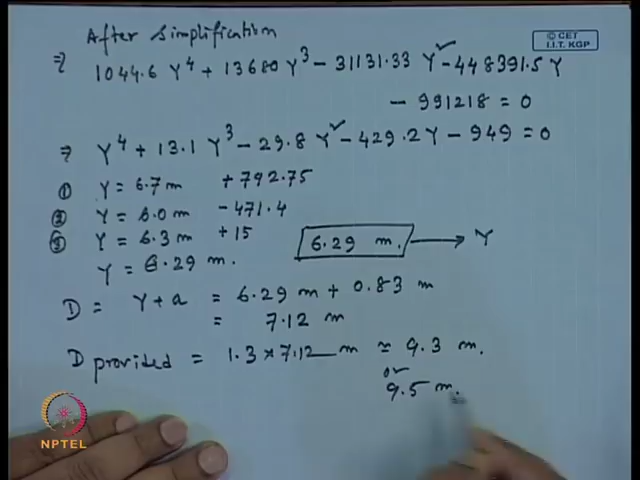 After Simplification
© CET
I.I.T. KGP
⇒ 1044.6 Y⁴ + 13680 Y³ - 31131.33 Y² - 448391.5 Y
- 991218 = 0
⇒ Y⁴ + 13.1 Y³ - 29.8 Y² - 429.2 Y - 949 = 0
① Y = 6.7 m + 792.75
② Y = 6.0 m - 471.4
③ Y = 6.3 m + 15
6.29 m. → Y
Y = 6.29 m.
D = Y + a = 6.29 m + 0.83 m
= 7.12 m
D provided = 1.3 × 7.12 m ≃ 9.3 m.
or
9.5 m.
NPTEL